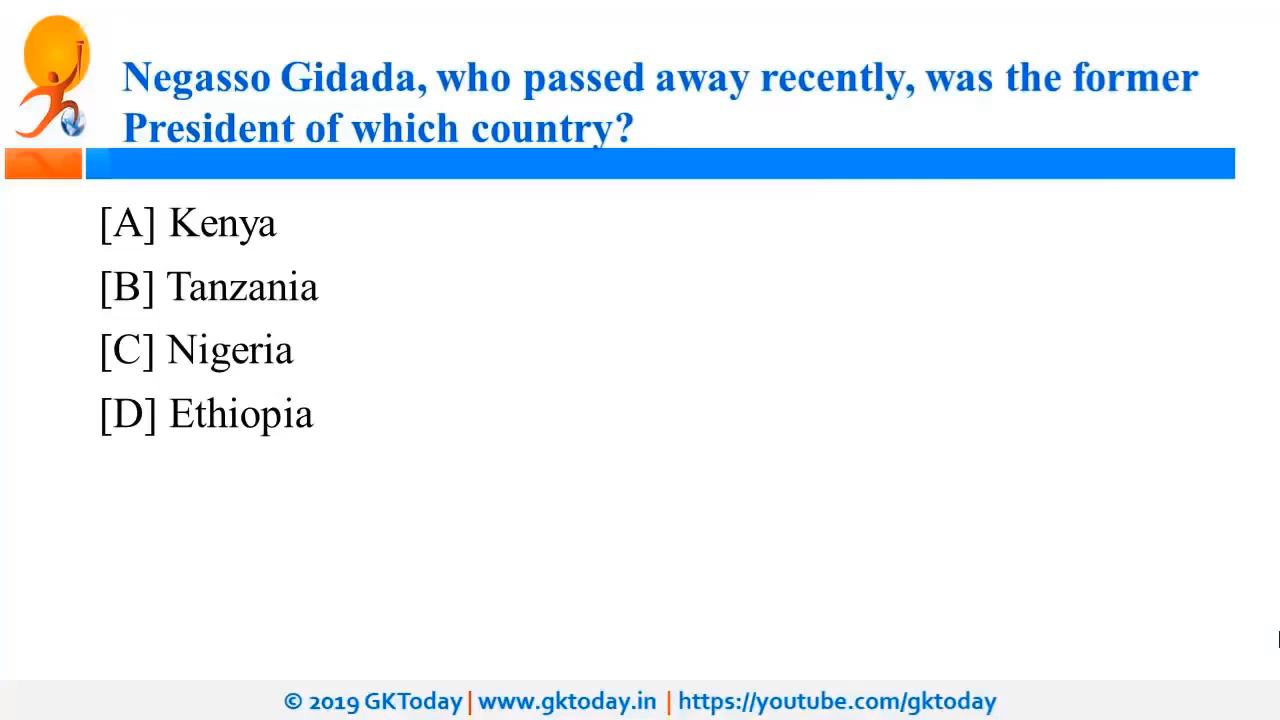 Negasso Gidada, who passed away recently, was the former
President of which country?
[A] Kenya
[B] Tanzania
[C] Nigeria
[D] Ethiopia
© 2019 GKToday | www.gktoday.in | https://youtube.com/gktoday